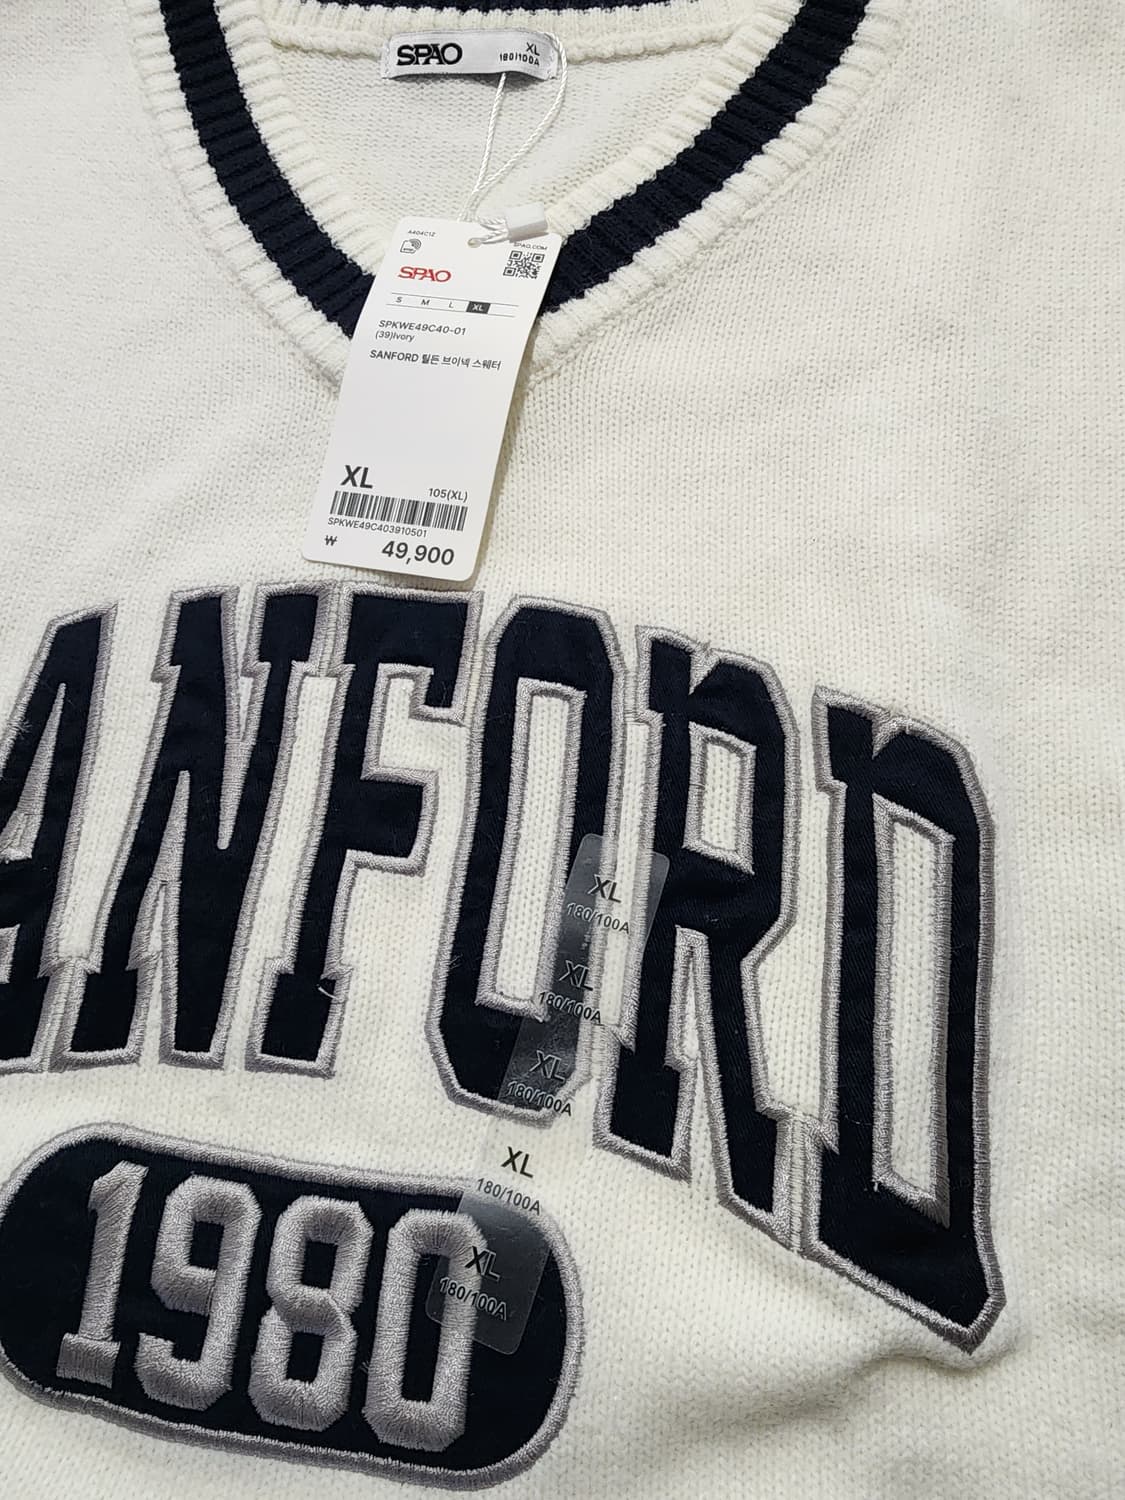 SPAO
XL
180/100A
A404C12
SPAO.COM
SPAO
S M L XL
SPKWE49C40-01
(39)Ivory
SANFORD 틸든 브이넥 스웨터
XL
105(XL)
SPKWE49C403910501
₩ 49,900
ANFORD
XL
180/100A
XL
180/100A
XL
180/100A
XL
180/100A
XL
180/100A
1980